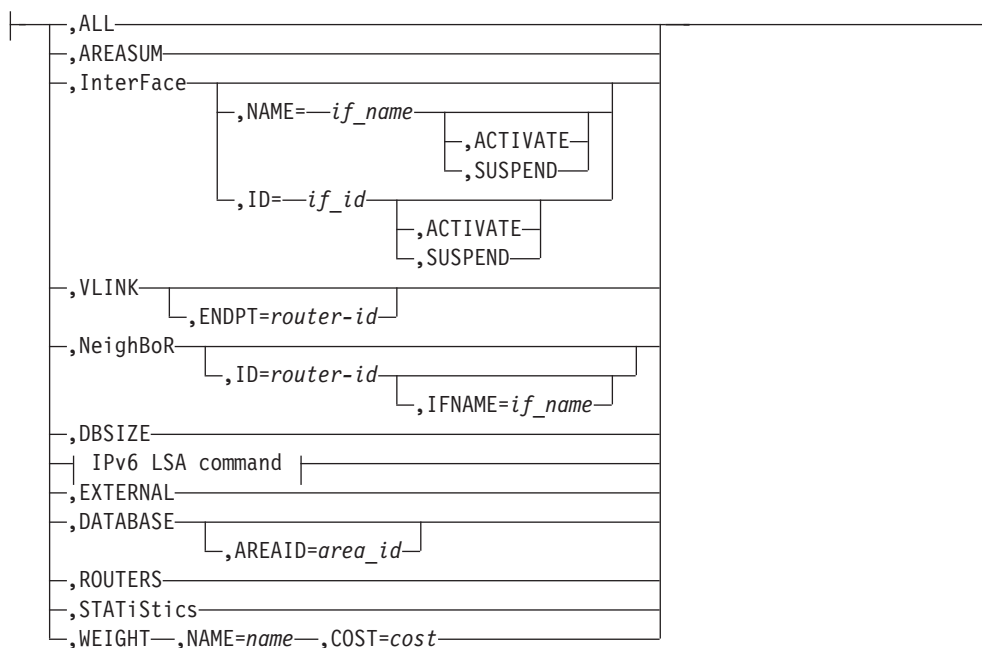 ,ALL
,AREASUM
,InterFace
,NAME= if_name
,ACTIVATE
,SUSPEND
,ID= if_id
,ACTIVATE
,SUSPEND
,VLINK
,ENDPT=router-id
,NeighBoR
,ID=router-id
,IFNAME=if_name
,DBSIZE
IPv6 LSA command
,EXTERNAL
,DATABASE
,AREAID=area_id
,ROUTERS
,STATiStics
,WEIGHT ,NAME=name ,COST=cost